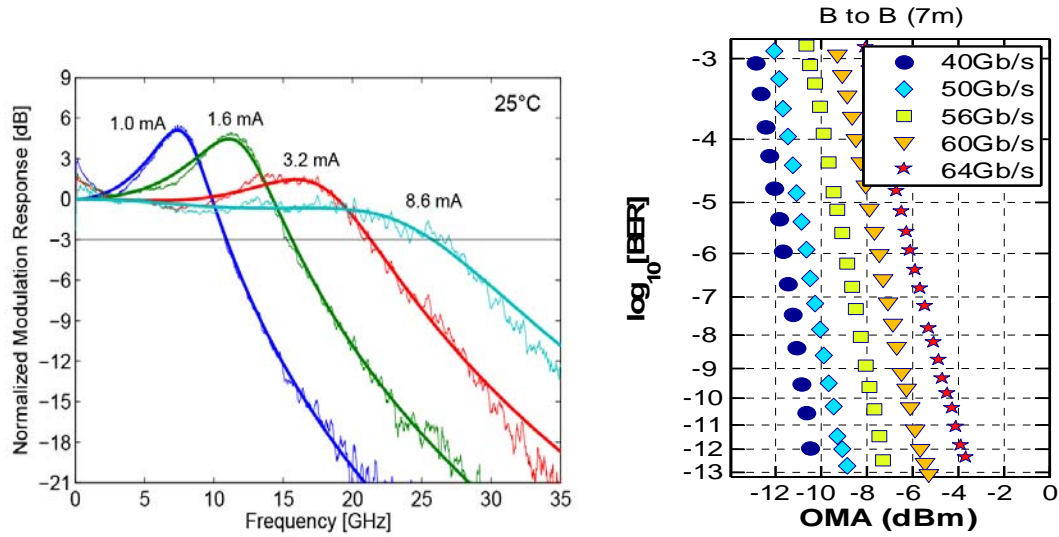 Normalized Modulation Response [dB]
9
6
3
0
−3
−6
−9
−12
−15
−18
−21
25°C
1.0 mA
1.6 mA
3.2 mA
8.6 mA
0 5 10 15 20 25 30 35
Frequency [GHz]
B to B (7m)
log10[BER]
-3
-4
-5
-6
-7
-8
-9
-10
-11
-12
-13
40Gb/s
50Gb/s
56Gb/s
60Gb/s
64Gb/s
-12 -10 -8 -6 -4 -2 0
OMA (dBm)